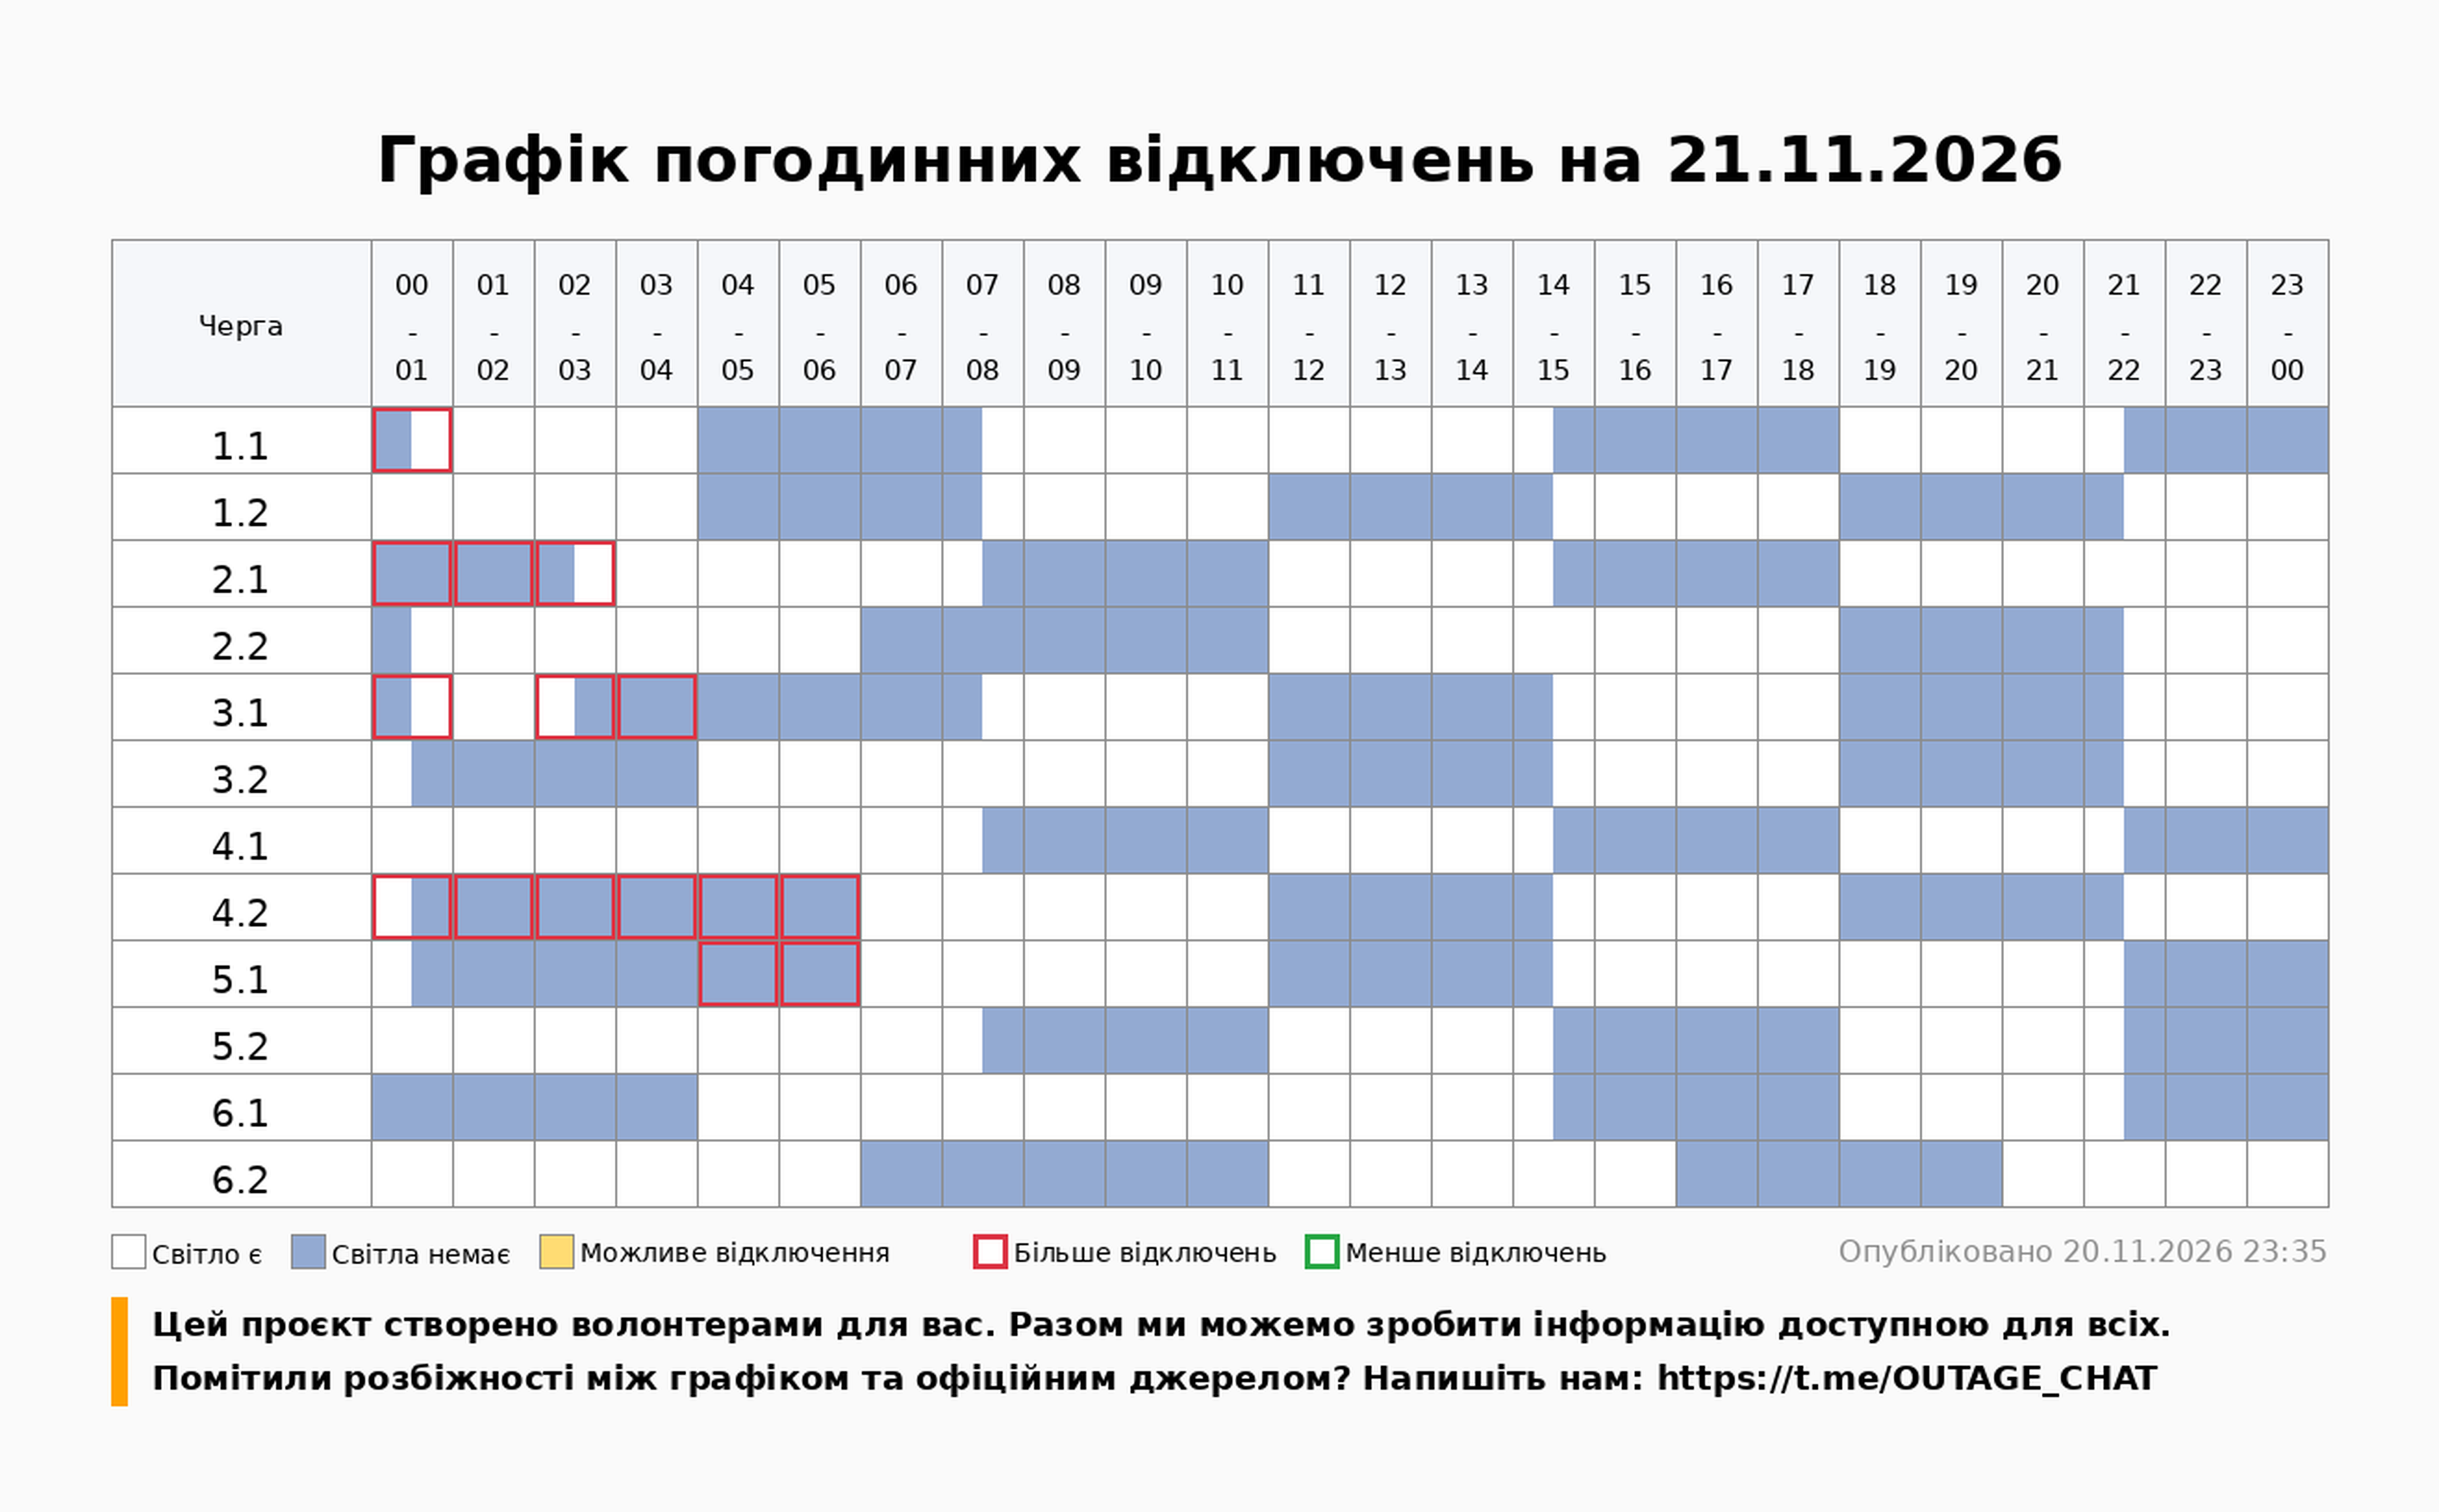 Графік погодинних відключень на 21.11.2026
Черга
00 - 01
01 - 02
02 - 03
03 - 04
04 - 05
05 - 06
06 - 07
07 - 08
08 - 09
09 - 10
10 - 11
11 - 12
12 - 13
13 - 14
14 - 15
15 - 16
16 - 17
17 - 18
18 - 19
19 - 20
20 - 21
21 - 22
22 - 23
23 - 00
1.1
1.2
2.1
2.2
3.1
3.2
4.1
4.2
5.1
5.2
6.1
6.2
Світло є
Світла немає
Можливе відключення
Більше відключень
Менше відключень
Опубліковано 20.11.2026 23:35
Цей проєкт створено волонтерами для вас. Разом ми можемо зробити інформацію доступною для всіх.
Помітили розбіжності між графіком та офіційним джерелом? Напишіть нам: https://t.me/OUTAGE_CHAT